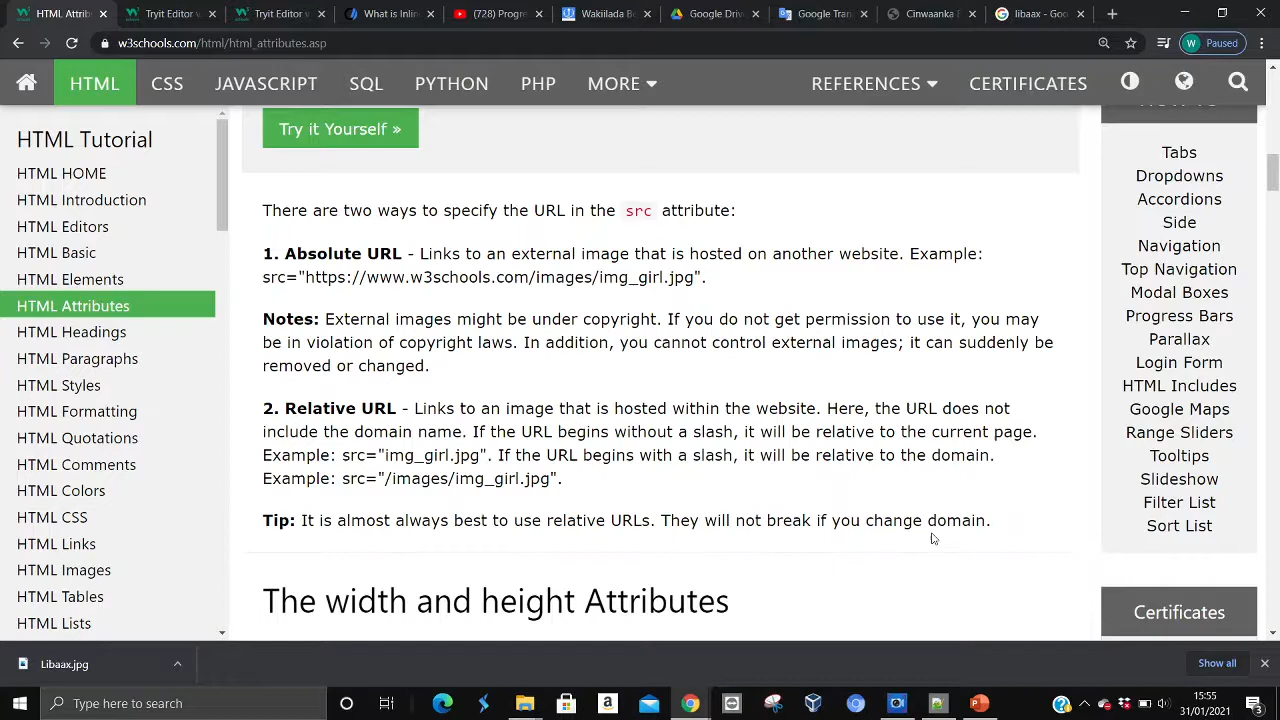 HTML Attrib
Tryit Editor v
Tryit Editor v
What is Inlin
(728) Progre
Wakiilada B
Google Driv
Google Tran
Cinwaanka
libaax - Goo
w3schools.com/html/html_attributes.asp
W Paused
HTML CSS JAVASCRIPT SQL PYTHON PHP MORE REFERENCES CERTIFICATES
HTML Tutorial
HTML HOME
HTML Introduction
HTML Editors
HTML Basic
HTML Elements
HTML Attributes
HTML Headings
HTML Paragraphs
HTML Styles
HTML Formatting
HTML Quotations
HTML Comments
HTML Colors
HTML CSS
HTML Links
HTML Images
HTML Tables
HTML Lists
Try it Yourself »
There are two ways to specify the URL in the src attribute:
1. Absolute URL - Links to an external image that is hosted on another website. Example:
src="https://www.w3schools.com/images/img_girl.jpg".
Notes: External images might be under copyright. If you do not get permission to use it, you may
be in violation of copyright laws. In addition, you cannot control external images; it can suddenly be
removed or changed.
2. Relative URL - Links to an image that is hosted within the website. Here, the URL does not
include the domain name. If the URL begins without a slash, it will be relative to the current page.
Example: src="img_girl.jpg". If the URL begins with a slash, it will be relative to the domain.
Example: src="/images/img_girl.jpg".
Tip: It is almost always best to use relative URLs. They will not break if you change domain.
The width and height Attributes
Tabs
Dropdowns
Accordions
Side
Navigation
Top Navigation
Modal Boxes
Progress Bars
Parallax
Login Form
HTML Includes
Google Maps
Range Sliders
Tooltips
Slideshow
Filter List
Sort List
Certificates
Libaax.jpg
Show all
Type here to search
15:55
31/01/2021